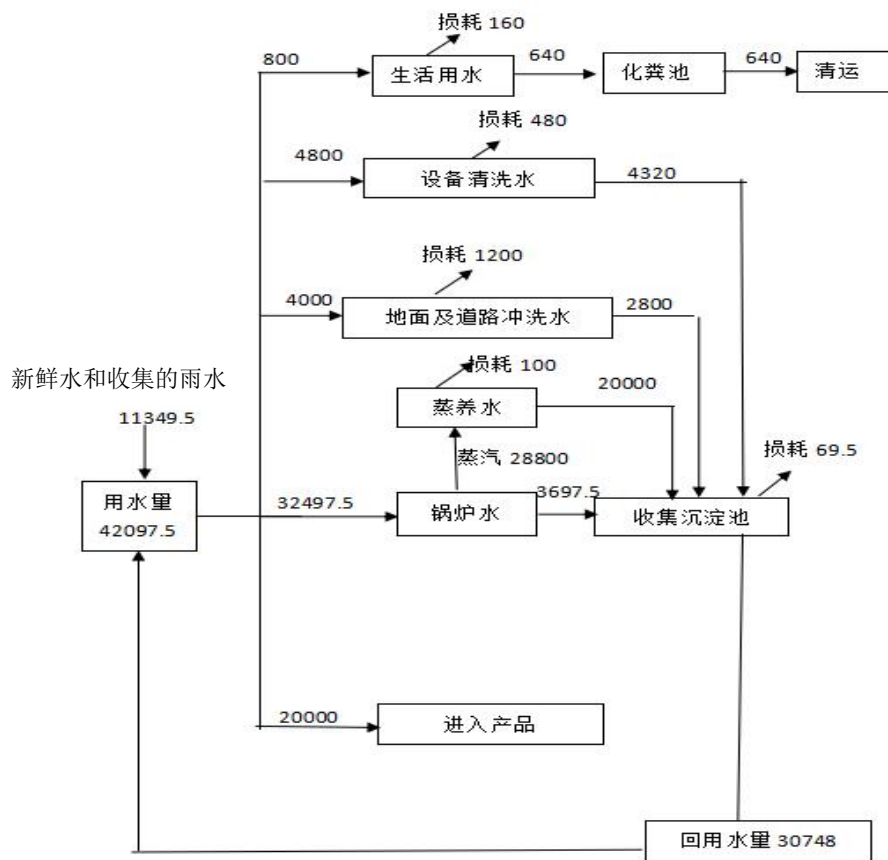 损耗 160
800
生活用水
640
化粪池
640
清运
损耗 480
4800
设备清洗水
4320
损耗 1200
4000
地面及道路冲洗水
2800
新鲜水和收集的雨水
11349.5
损耗 100
蒸养水
20000
蒸汽 28800
损耗 69.5
用水量
42097.5
32497.5
锅炉水
3697.5
收集沉淀池
20000
进入产品
回用水量 30748